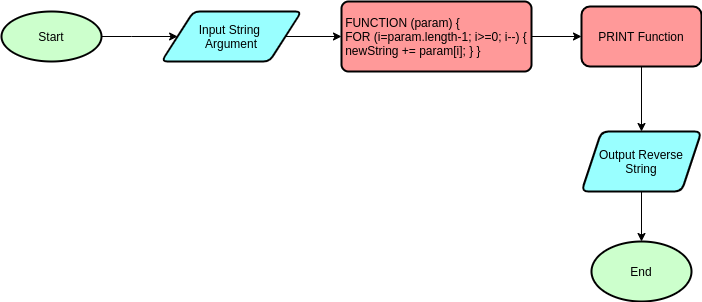 Start
Input String
Argument
FUNCTION (param) {
FOR (i=param.length-1; i>=0; i--) {
newString += param[i]; } }
PRINT Function
Output Reverse
String
End